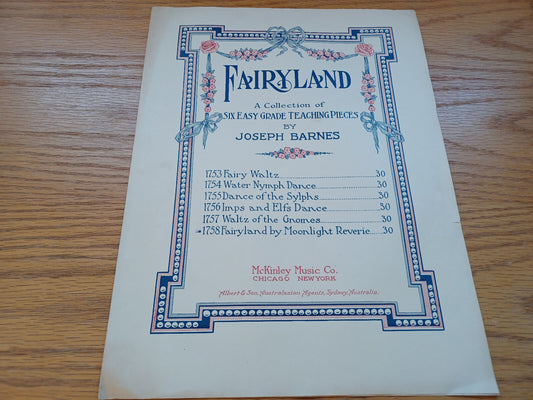 FAIRYLAND
A Collection of
SIX EASY GRADE TEACHING PIECES
BY
JOSEPH BARNES
1753 Fairy Waltz 30
1754 Water Nymph Dance 30
1755 Dance of the Sylphs 30
1756 Imps and Elf's Dance 30
1757 Waltz of the Gnomes 30
1758 Fairyland by Moonlight Reverie 30
McKinley Music Co.
CHICAGO NEW YORK
Albert & Son, Australasian Agents, Sydney, Australia.